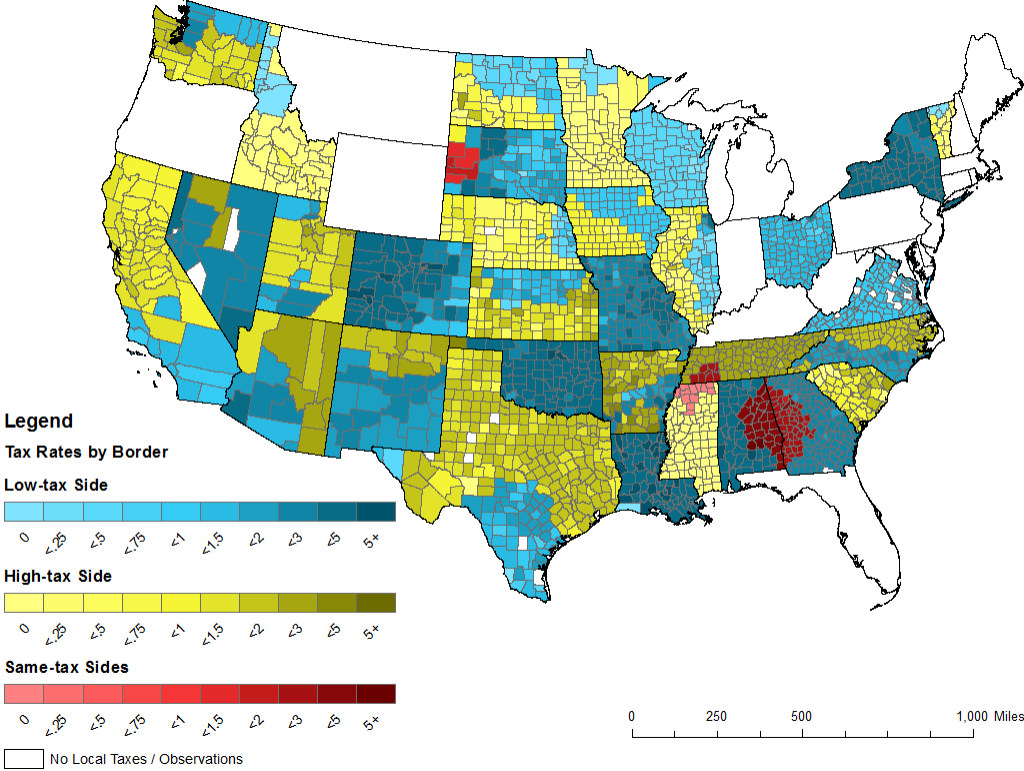 Legend
Tax Rates by Border
Low-tax Side
0 <.25 <.5 <.75 <1 <1.5 <2 <3 <5 5+
High-tax Side
0 <.25 <.5 <.75 <1 <1.5 <2 <3 <5 5+
Same-tax Sides
0 <.25 <.5 <.75 <1 <1.5 <2 <3 <5 5+
No Local Taxes / Observations
0 250 500 1,000 Miles